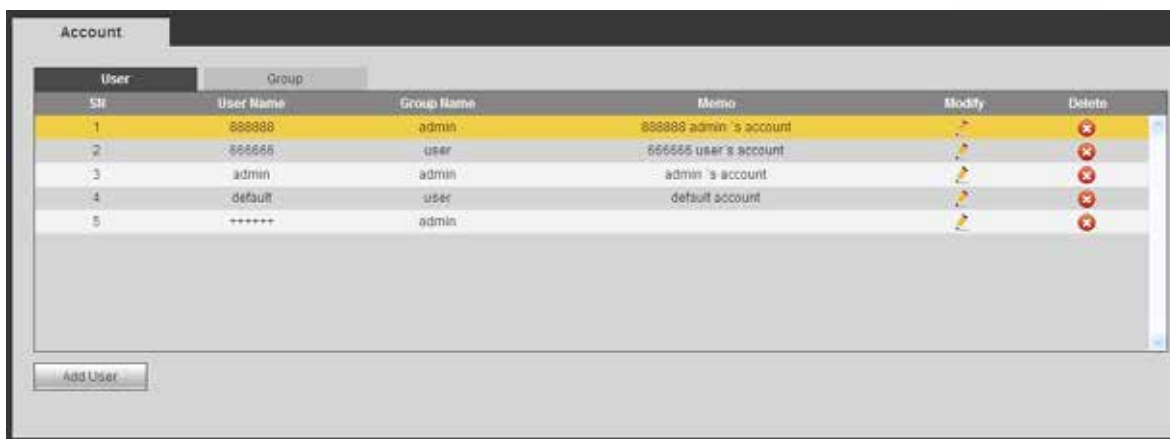 Account
User Group
SN User Name Group Name Memo Modify Delete
1 888888 admin 888888 admin 's account
2 666666 user 666666 user's account
3 admin admin admin 's account
4 default user default account
5 ++++++ admin
Add User